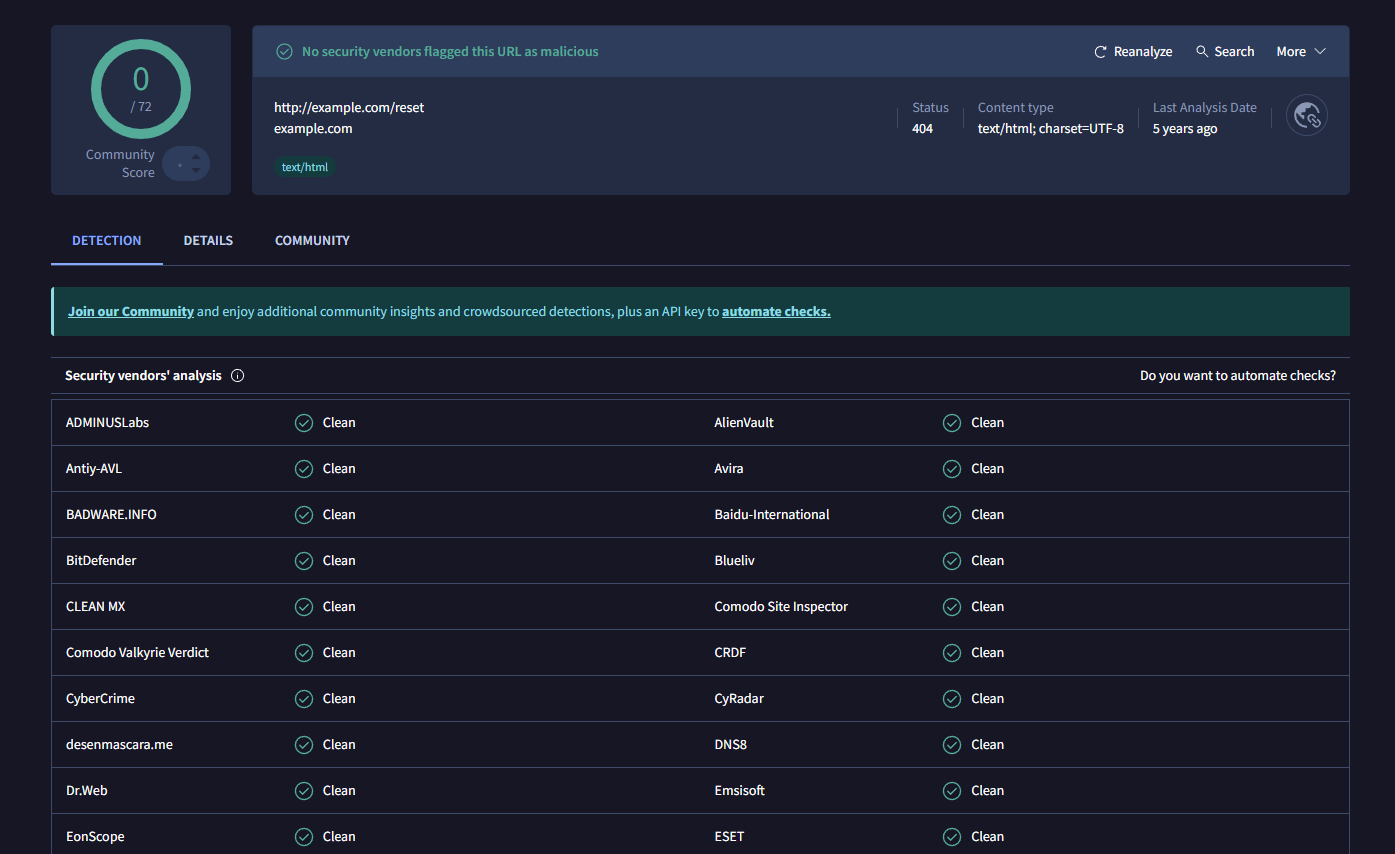 0
/ 72
Community
Score
No security vendors flagged this URL as malicious
Reanalyze
Search
More
http://example.com/reset
example.com
text/html
Status
404
Content type
text/html; charset=UTF-8
Last Analysis Date
5 years ago
DETECTION DETAILS COMMUNITY
Join our Community and enjoy additional community insights and crowdsourced detections, plus an API key to automate checks.
Security vendors' analysis Do you want to automate checks?
ADMINUSLabs Clean AlienVault Clean
Antiy-AVL Clean Avira Clean
BADWARE.INFO Clean Baidu-International Clean
BitDefender Clean Blueliv Clean
CLEAN MX Clean Comodo Site Inspector Clean
Comodo Valkyrie Verdict Clean CRDF Clean
CyberCrime Clean CyRadar Clean
desenmascara.me Clean DNS8 Clean
Dr.Web Clean Emsisoft Clean
EonScope Clean ESET Clean